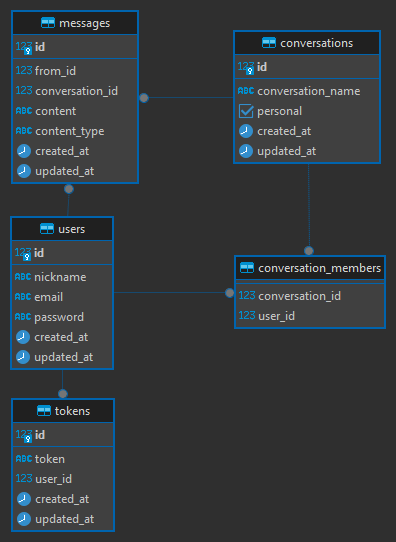 messages
123 id
123 from_id
123 conversation_id
ABC content
ABC content_type
created_at
updated_at
conversations
123 id
ABC conversation_name
personal
created_at
updated_at
users
123 id
ABC nickname
ABC email
ABC password
created_at
updated_at
conversation_members
123 conversation_id
123 user_id
tokens
123 id
ABC token
123 user_id
created_at
updated_at